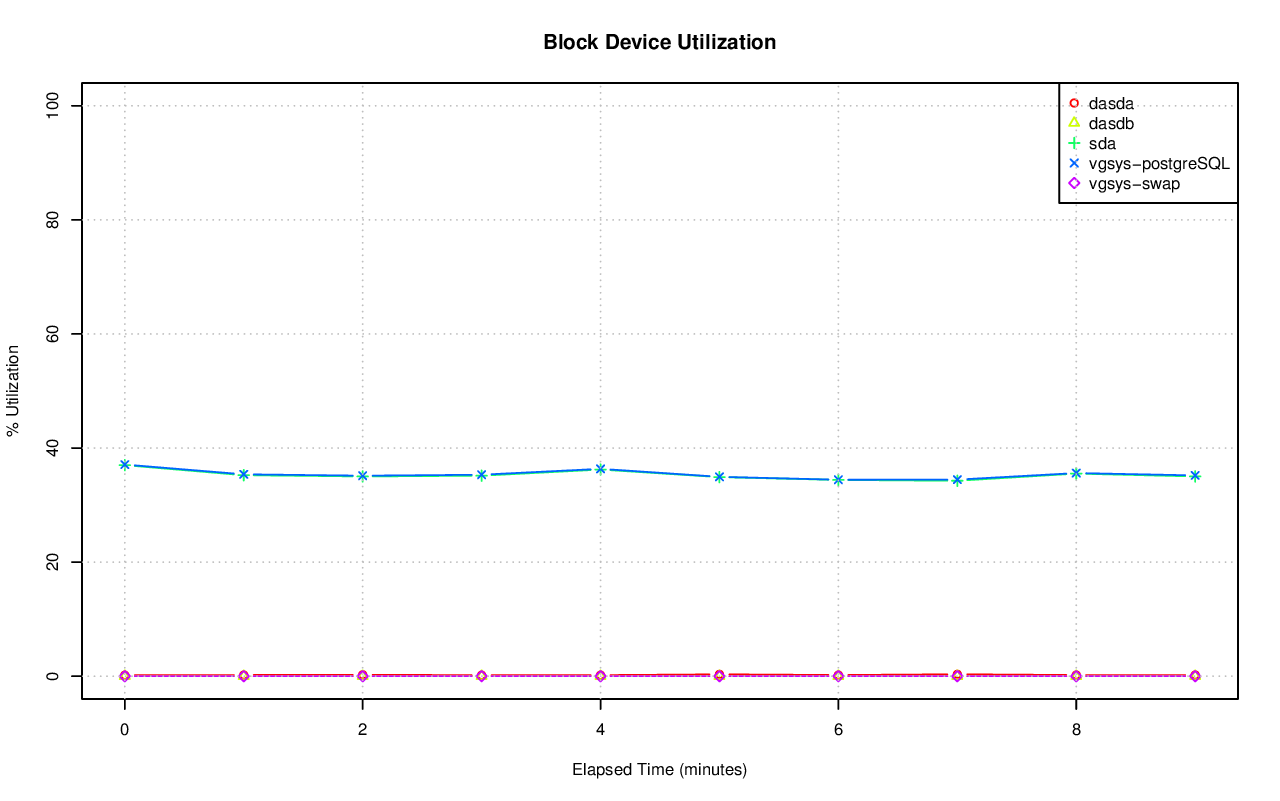 Block Device Utilization
dasda
dasdb
sda
vgsys−postgreSQL
vgsys−swap
% Utilization
100
80
60
40
20
0
0 2 4 6 8
Elapsed Time (minutes)